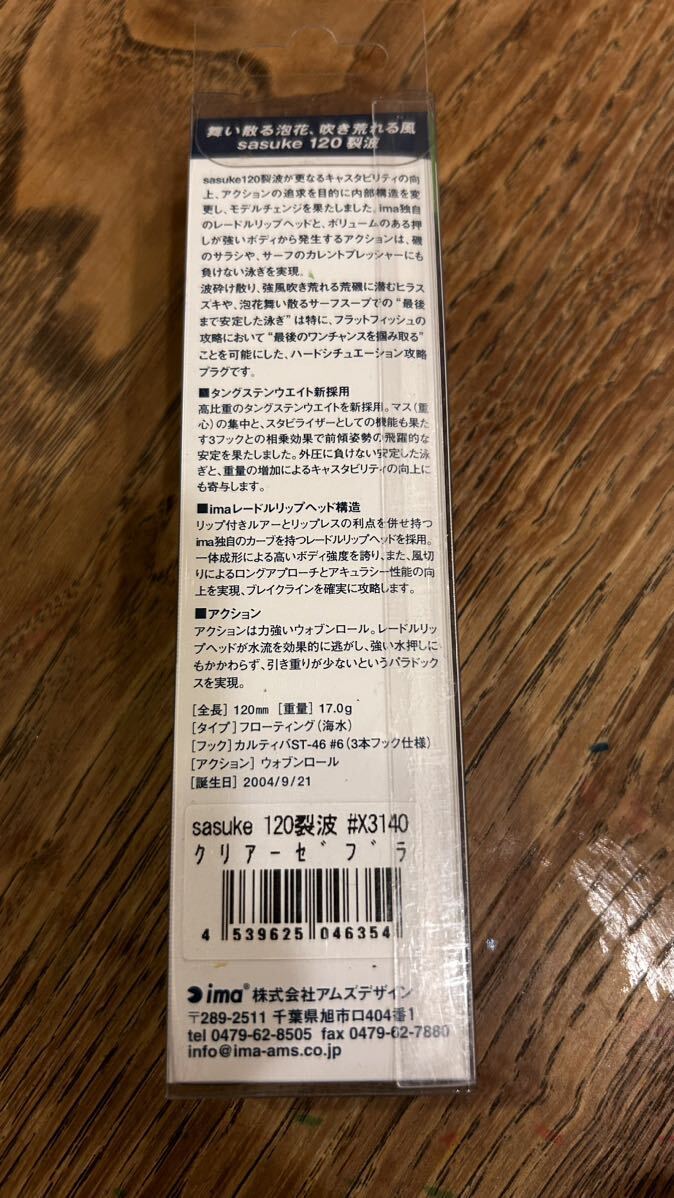 舞い散る泡花、吹き荒れる風
sasuke 120 裂波
sasuke120裂波が更なるキャスタビリティの向
上、アクションの追求を目的に内部構造を変
更し、モデルチェンジを果たしました。ima独自
のレードルリップヘッドと、ボリュームのある押
しが強いボディから発生するアクションは、磯
のサラシや、サーフのカレントプレッシャーにも
負けない泳ぎを実現。
波砕け散り、強風吹き荒れる荒磯に潜むヒラス
ズキや、泡花舞い散るサーフスープでの“最後
まで安定した泳ぎ”は特に、フラットフィッシュの
攻略において“最後のワンチャンスを掴み取る”
ことを可能にした、ハードシチュエーション攻略
プラグです。
■タングステンウエイト新採用
高比重のタングステンウエイトを新採用。マス（重
心）の集中と、スタビライザーとしての機能も果た
す3フックとの相乗効果で前傾姿勢の飛躍的な
安定を果たしました。外圧に負けない安定した泳
ぎと、重量の増加によるキャスタビリティの向上に
も寄与します。
■imaレードルリップヘッド構造
リップ付きルアーとリップレスの利点を併せ持つ
ima独自のカーブを持つレードルリップヘッドを採用。
一体成形による高いボディ強度を誇り、また、風切
りによるロングアプローチとアキュラシー性能の向
上を実現、ブレイクラインを確実に攻略します。
■アクション
アクションは力強いウォブンロール。レードルリッ
プヘッドが水流を効果的に逃がし、強い水押しに
もかかわらず、引き重りが少ないというパラドック
スを実現。
［全長］120mm ［重量］17.0g
［タイプ］フローティング（海水）
［フック］カルティバST-46 #6（3本フック仕様）
［アクション］ウォブンロール
［誕生日］2004/9/21
sasuke 120裂波 #X3140
クリアーゼブラ
4 539625 046354
ima® 株式会社アムズデザイン
〒289-2511 千葉県旭市口404番1
tel 0479-62-8505 fax 0479-62-7880
info@ima-ams.co.jp